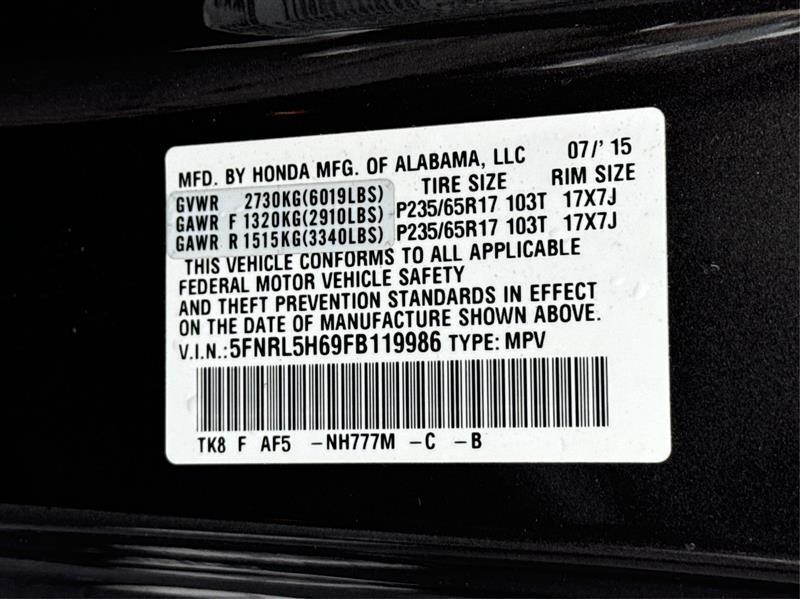 MFD. BY HONDA MFG. OF ALABAMA, LLC 07/'15
GVWR 2730KG(6019LBS) TIRE SIZE RIM SIZE
GAWR F 1320KG(2910LBS) P235/65R17 103T 17X7J
GAWR R 1515KG(3340LBS) P235/65R17 103T 17X7J
THIS VEHICLE CONFORMS TO ALL APPLICABLE
FEDERAL MOTOR VEHICLE SAFETY
AND THEFT PREVENTION STANDARDS IN EFFECT
ON THE DATE OF MANUFACTURE SHOWN ABOVE.
V.I.N.:5FNRL5H69FB119986 TYPE: MPV
TK8 F AF5 -NH777M -C -B